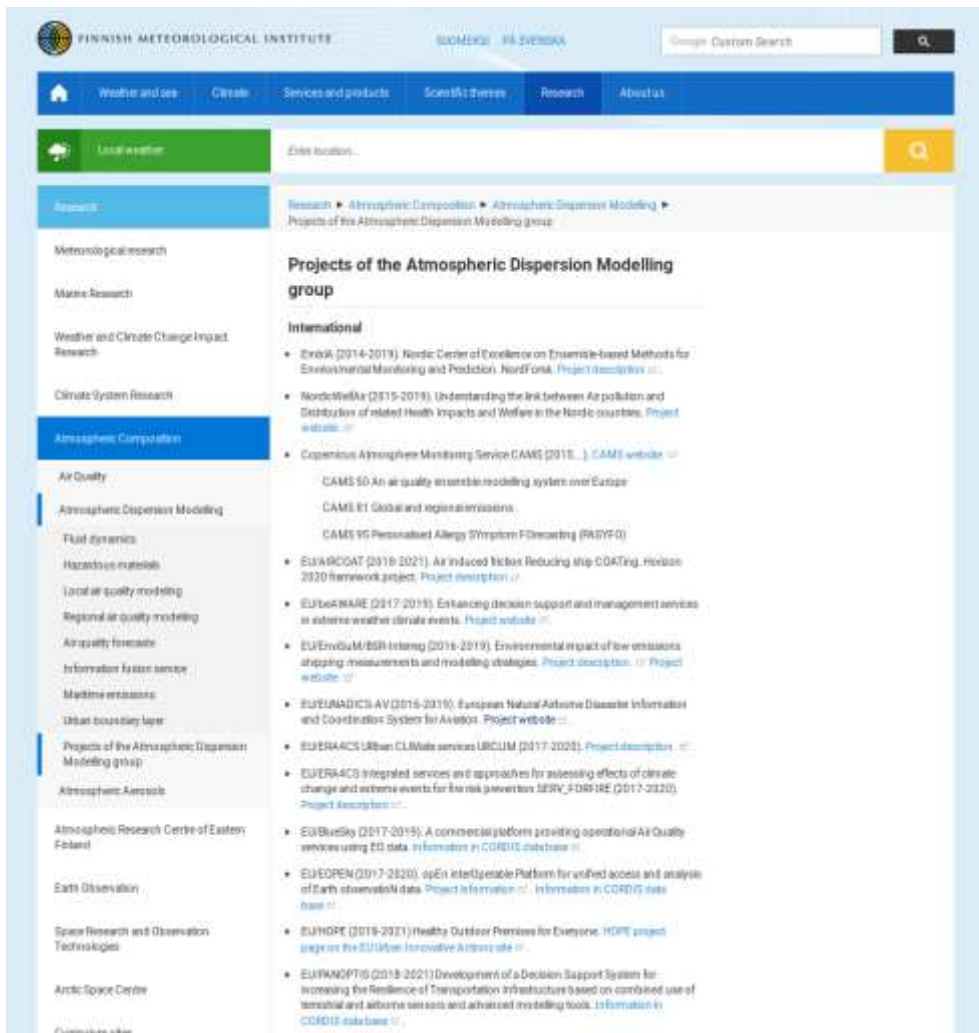 FINNISH METEOROLOGICAL INSTITUTE
SUOMEKSI PÅ SVENSKA
Google Custom Search
Weather and sea Climate Services and products Scientific themes Research About us
Local weather
Enter location...
Research
Meteorological research
Marine Research
Weather and Climate Change Impact
Research
Climate System Research
Atmospheric Composition
Air Quality
Atmospheric Dispersion Modelling
Fluid dynamics
Hazardous materials
Local air quality modeling
Regional air quality modeling
Air quality forecasts
Information fusion service
Maritime emissions
Urban boundary layer
Projects of the Atmospheric Dispersion
Modelling group
Atmospheric Aerosols
Atmospheric Research Centre of Eastern
Finland
Earth Observation
Space Research and Observation
Technologies
Arctic Space Centre
Research ▶ Atmospheric Composition ▶ Atmospheric Dispersion Modelling ▶
Projects of the Atmospheric Dispersion Modelling group
Projects of the Atmospheric Dispersion Modelling
group
International
• EmblA (2014-2019). Nordic Center of Excellence on Ensemble-based Methods for
Environmental Monitoring and Prediction. NordForsk. Project description .
• NordicWelfAir (2015-2019). Understanding the link between Air pollution and
Distribution of related Health Impacts and Welfare in the Nordic countries. Project
website.
• Copernicus Atmosphere Monitoring Service CAMS (2015...). CAMS website
CAMS 50 An air quality ensemble modelling system over Europe
CAMS 81 Global and regional emissions
CAMS 95 Personalised Allergy SYmptom FOrecasting (PASYFO)
• EU/AIRCOAT (2018-2021). Air Induced friction Reducing ship COATing. Horizon
2020 framework project. Project description
• EU/beAWARE (2017-2019). Enhancing decision support and management services
in extreme weather climate events. Project website .
• EU/EnviSuM/BSR-Interreg (2016-2019). Environmental impact of low emissions
shipping: measurements and modelling strategies. Project description. Project
website.
• EU/EUNADICS-AV (2016-2019). European Natural Airborne Disaster Information
and Coordination System for Aviation. Project website .
• EU/ERA4CS URban CLIMate services URCLIM (2017-2020). Project description.
• EU/ERA4CS Integrated services and approaches for assessing effects of climate
change and extreme events for fire risk prevention SERV_FORFIRE (2017-2020).
Project description .
• EU/BlueSky (2017-2019). A commercial platform providing operational Air Quality
services using EO data. Information in CORDIS database
• EU/EOPEN (2017-2020). opEn interOperable Platform for unified access and analysis
of Earth observatioN data. Project Information . Information in CORDIS data
base .
• EU/HOPE (2018-2021) Healthy Outdoor Premises for Everyone. HOPE project
page on the EU Urban Innovative Actions site .
• EU/PANOPTIS (2018-2021) Development of a Decision Support System for
increasing the Resilience of Transportation Infrastructure based on combined use of
terrestrial and airborne sensors and advanced modelling tools. Information in
CORDIS data base .